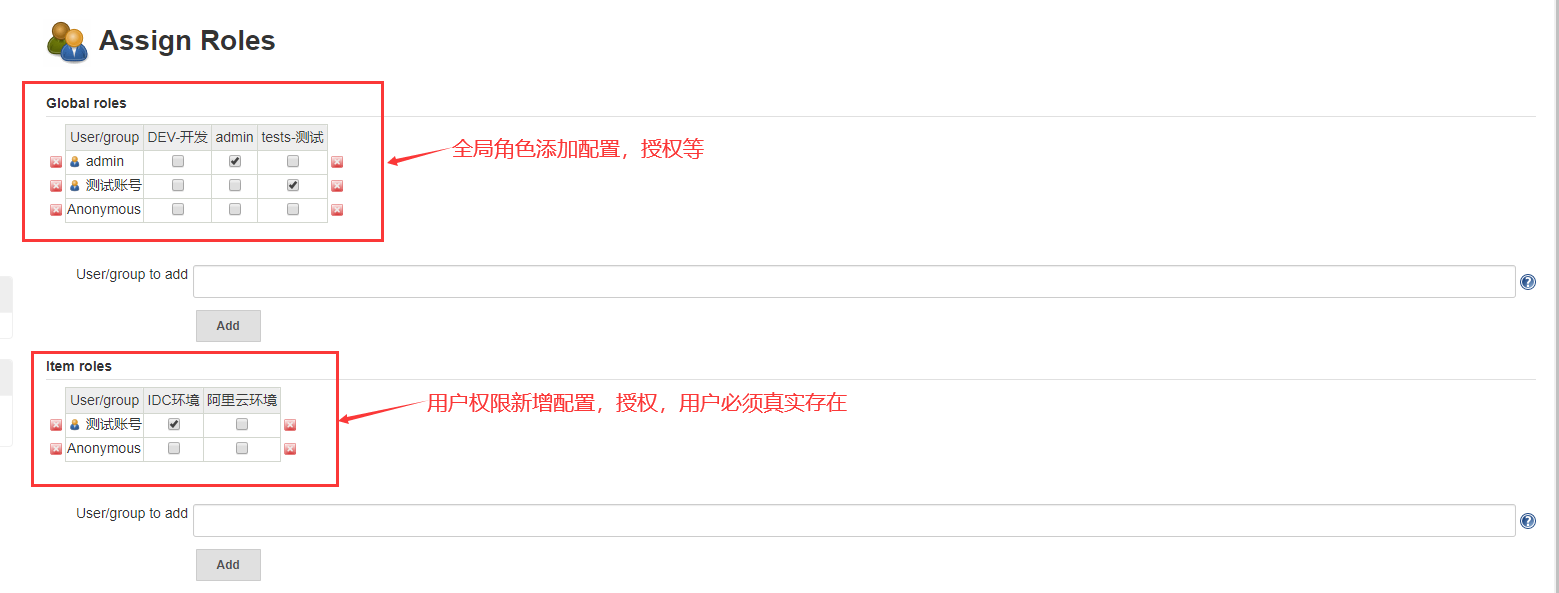 Assign Roles
Global roles
User/group DEV-开发 admin tests-测试
admin
全局角色添加配置，授权等
测试账号
Anonymous
User/group to add
Add
Item roles
User/group IDC环境 阿里云环境
用户权限新增配置，授权，用户必须真实存在
测试账号
Anonymous
User/group to add
Add